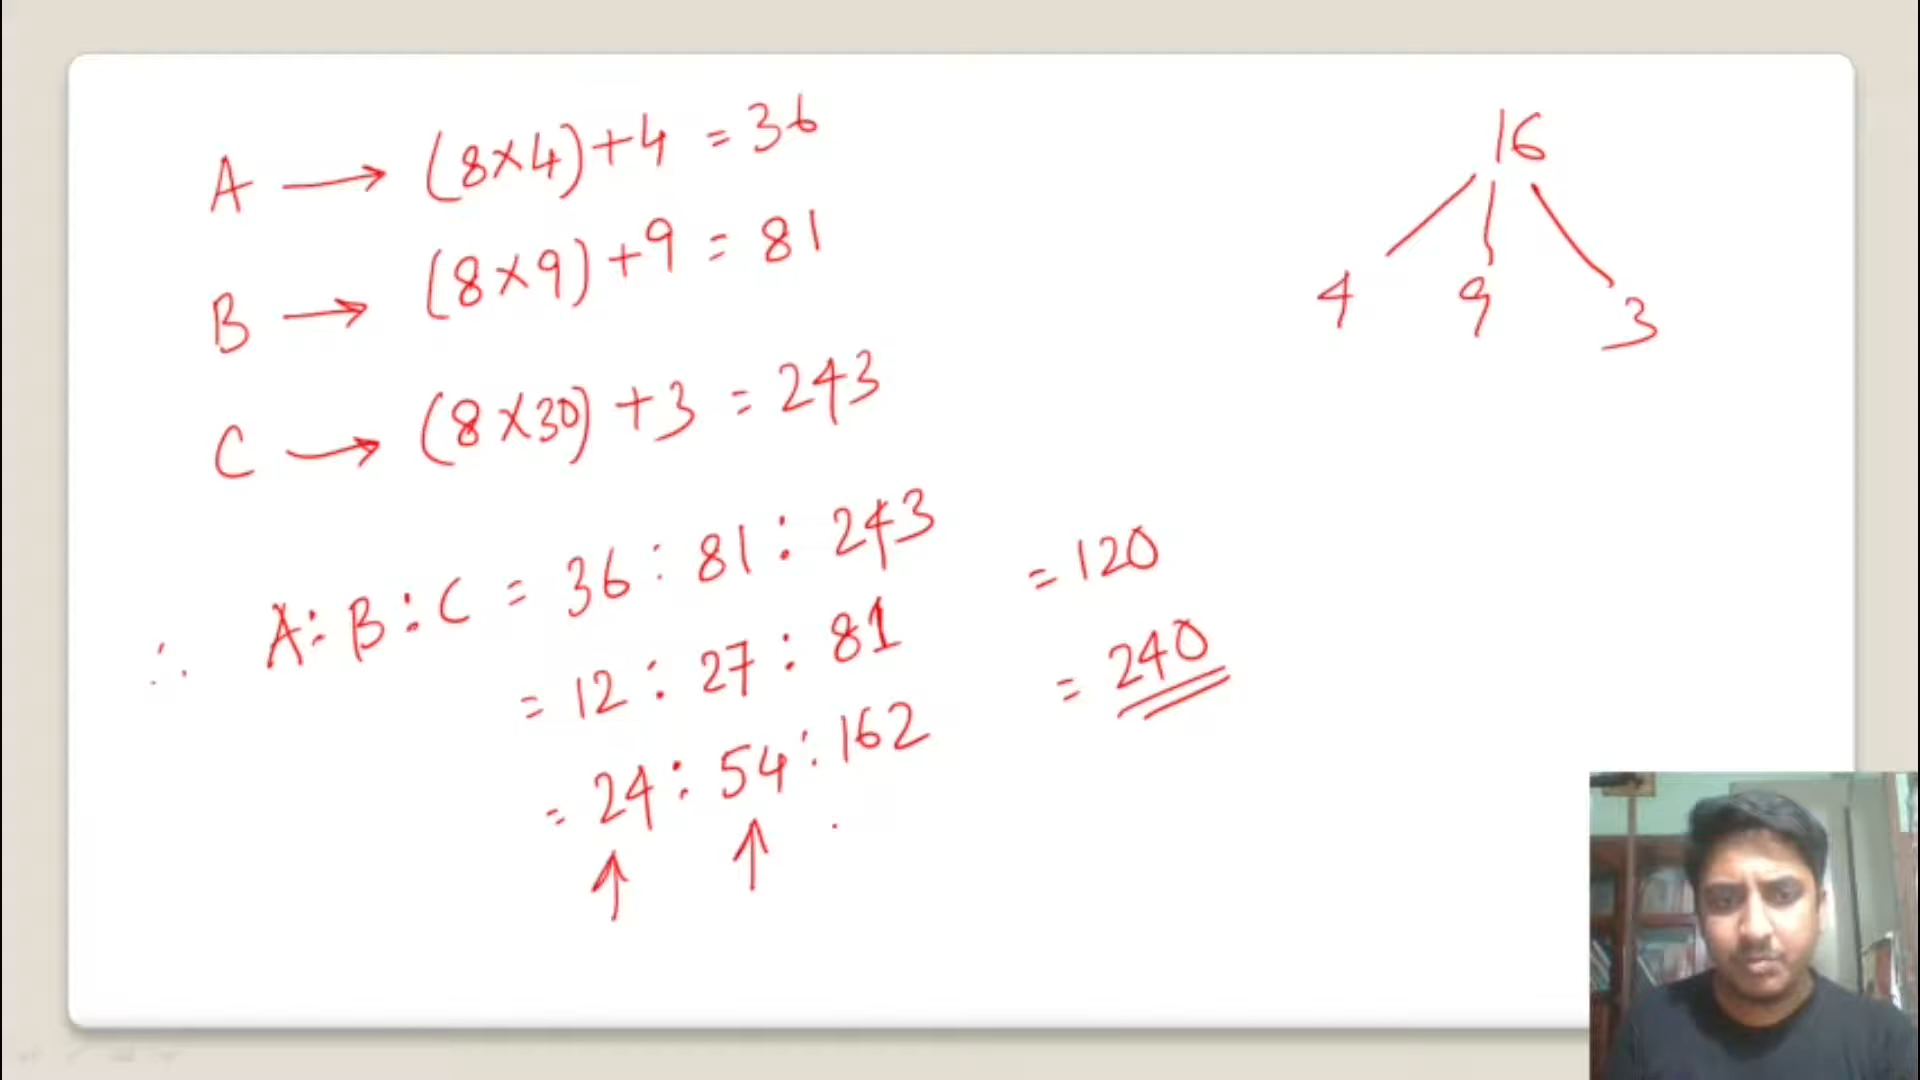 A → (8×4)+4 = 36
B → (8×9)+9 = 81
C → (8×30)+3 = 243
∴ A:B:C = 36 : 81 : 243
= 12 : 27 : 81
= 24 : 54 : 162
↑ ↑
= 120
= 240
16
4 9 3